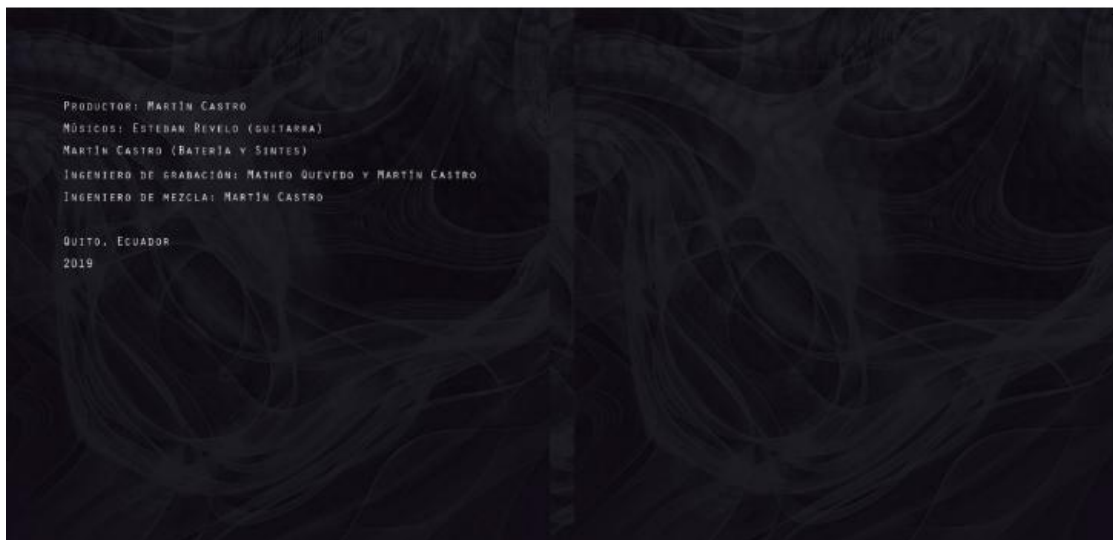 Productor: Martín Castro
Músicos: Esteban Revelo (guitarra)
Martín Castro (Batería y Sintes)
Ingeniero de grabación: Matheo Quevedo y Martín Castro
Ingeniero de mezcla: Martín Castro
Quito, Ecuador
2019